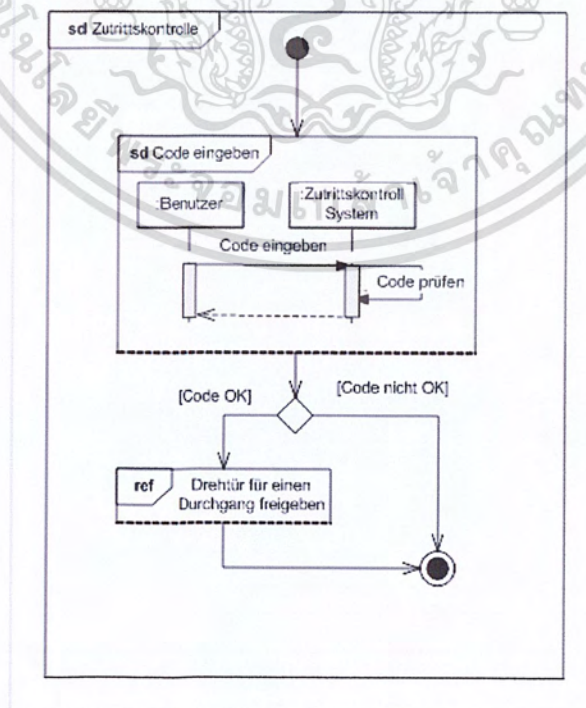 sd Zutrittskontrolle
sd Code eingeben
:Benutzer
:Zutrittskontroll
System
Code eingeben
Code prüfen
[Code OK]
[Code nicht OK]
ref
Drehtür für einen
Durchgang freigeben